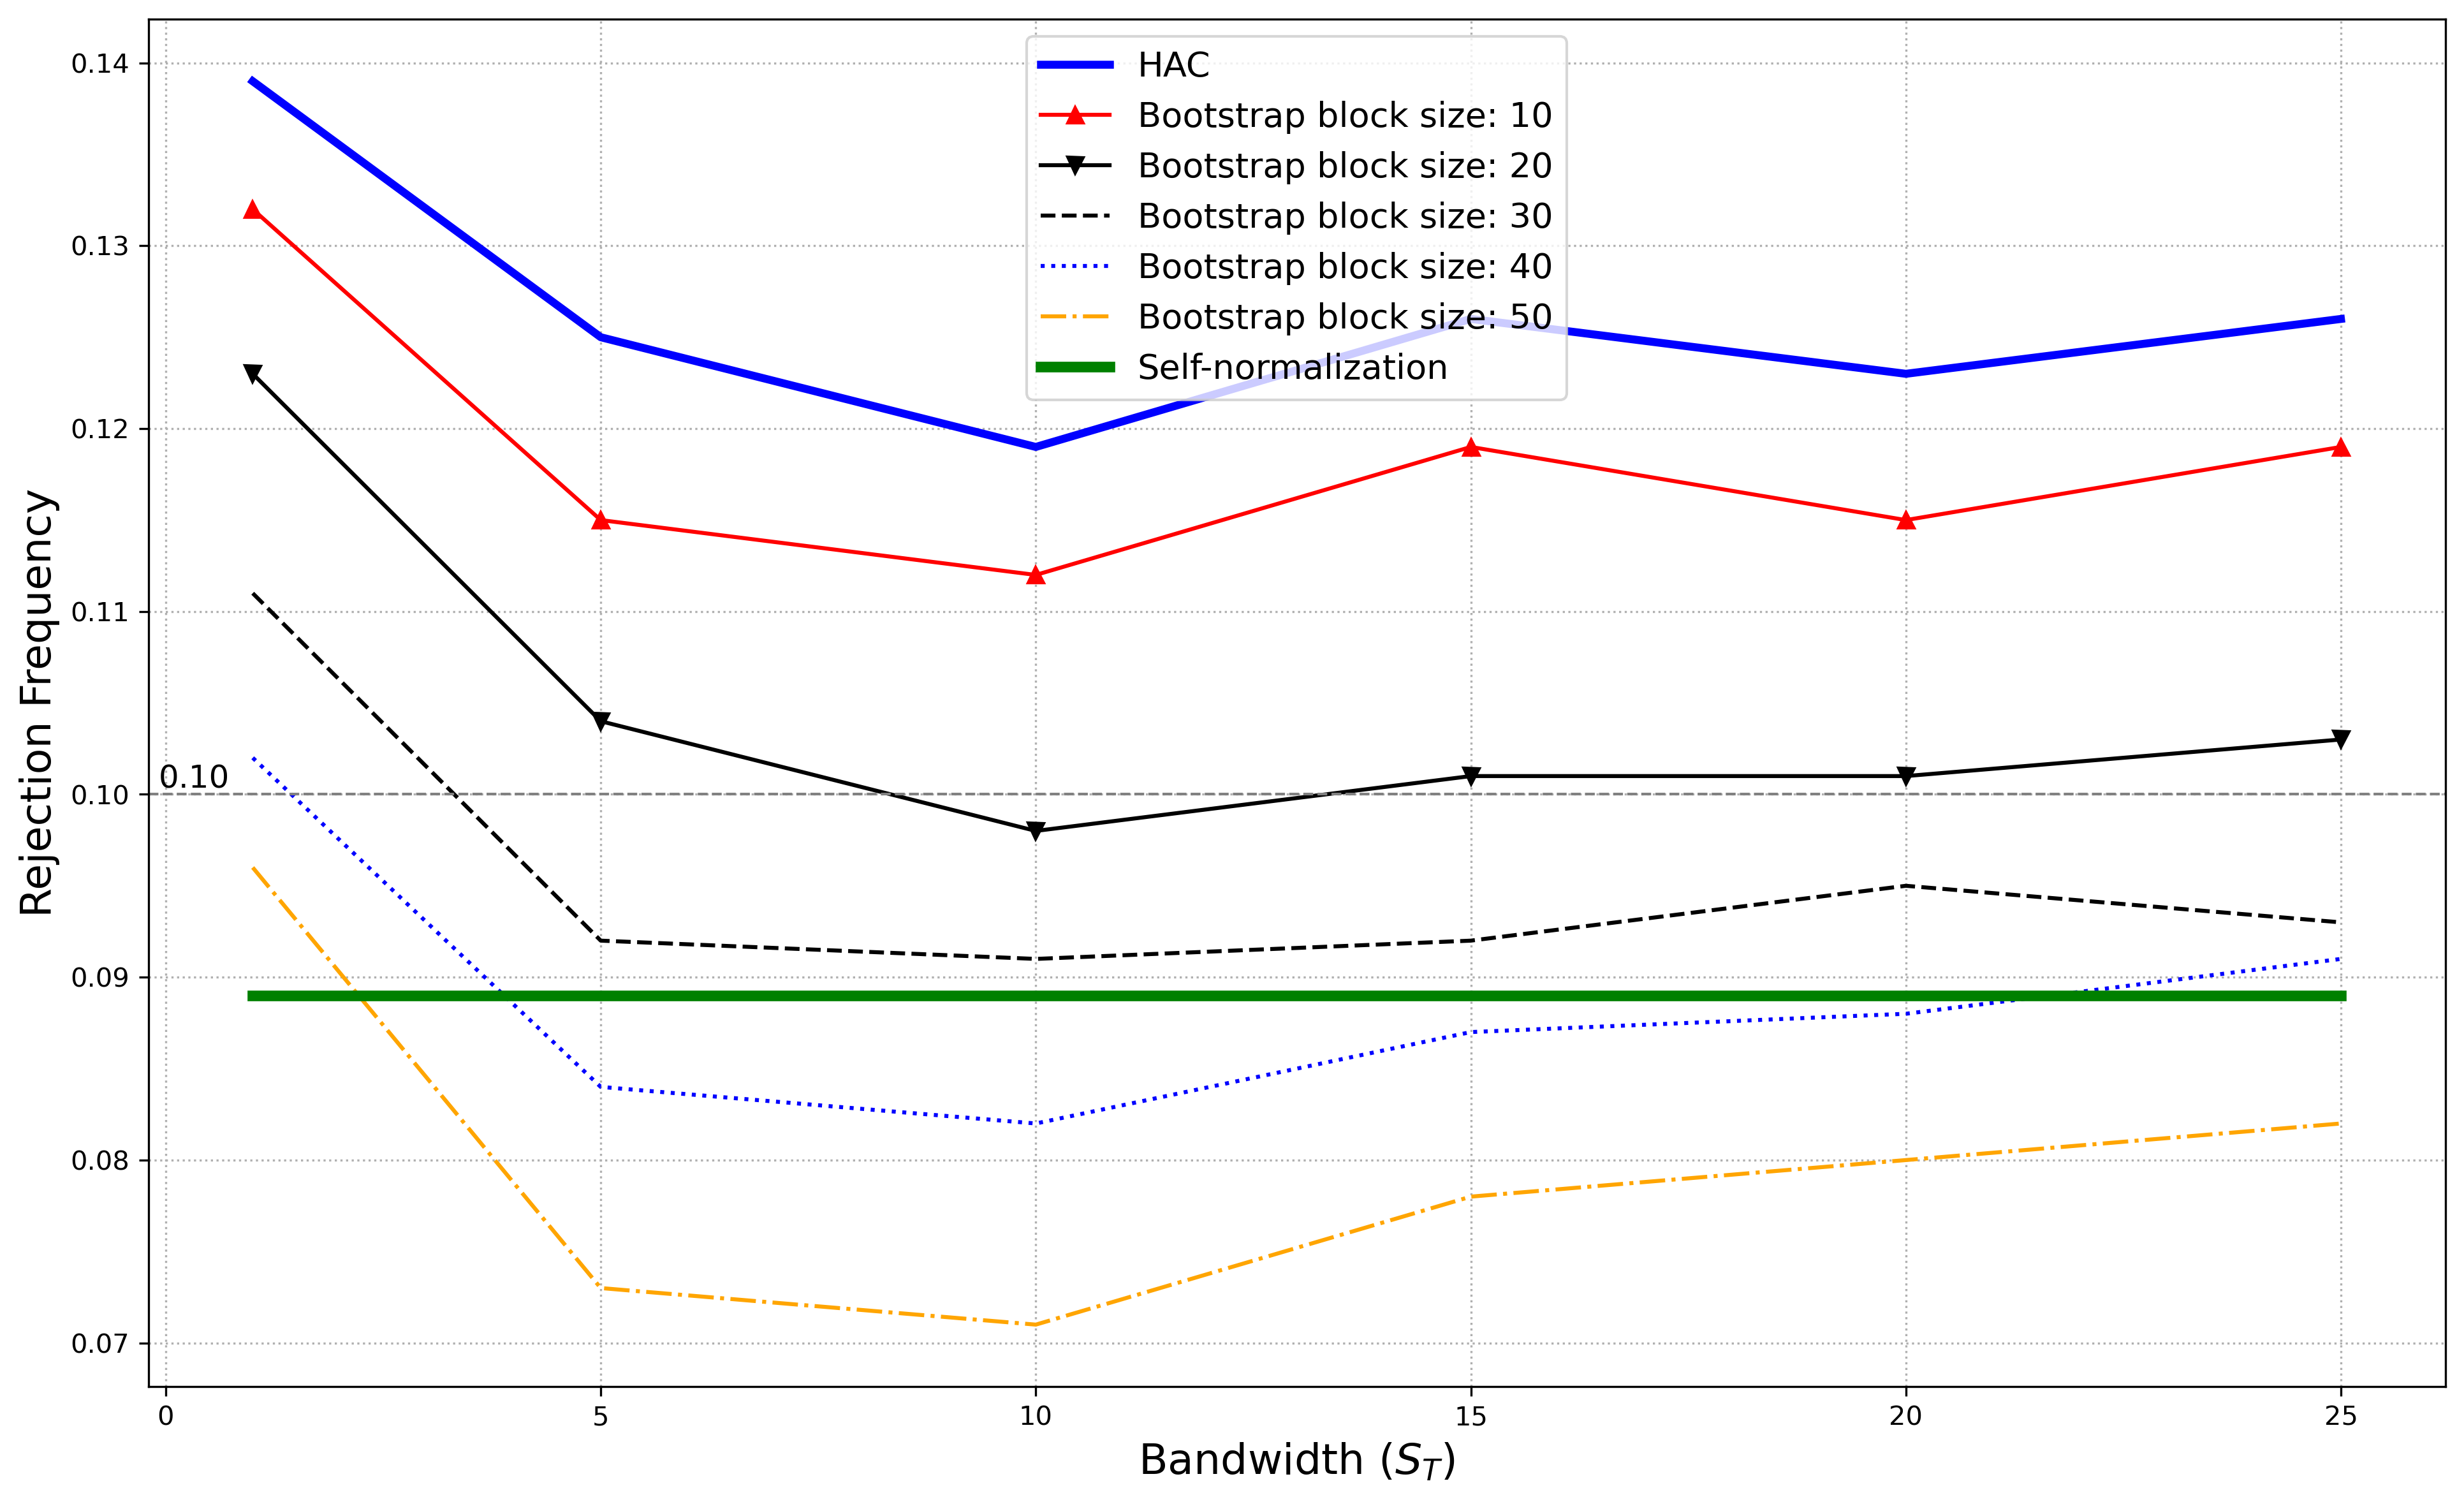 0.14
0.13
0.12
0.11
0.10
0.09
0.08
0.07
Rejection Frequency
0.10
HAC
Bootstrap block size: 10
Bootstrap block size: 20
Bootstrap block size: 30
Bootstrap block size: 40
Bootstrap block size: 50
Self-normalization
0 5 10 15 20 25
Bandwidth (S_T)